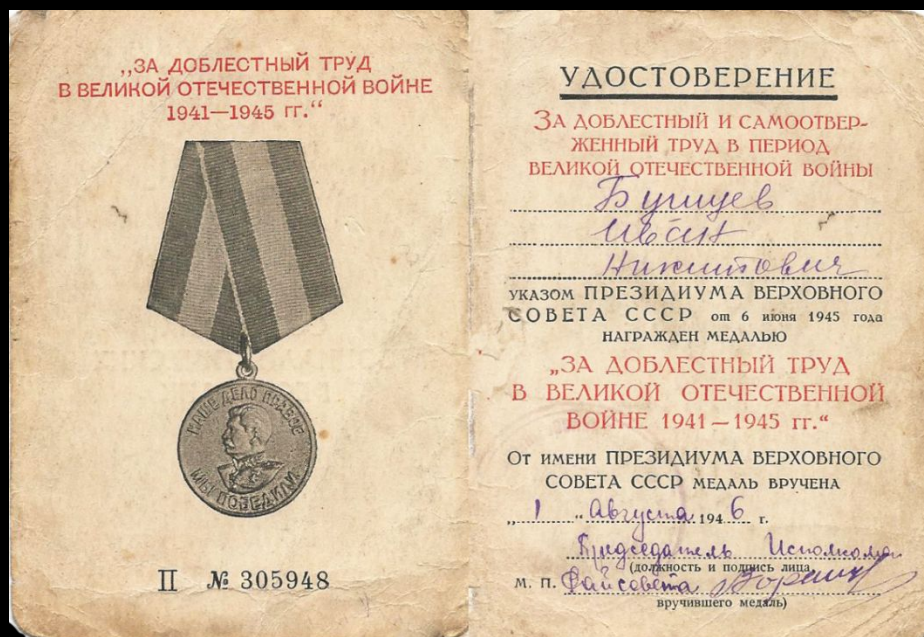 „ЗА ДОБЛЕСТНЫЙ ТРУД
В ВЕЛИКОЙ ОТЕЧЕСТВЕННОЙ ВОЙНЕ
1941—1945 гг.“
НАШЕ ДЕЛО ПРАВОЕ
МЫ ПОБЕДИЛИ
II № 305948
УДОСТОВЕРЕНИЕ
ЗА ДОБЛЕСТНЫЙ И САМООТВЕР-
ЖЕННЫЙ ТРУД В ПЕРИОД
ВЕЛИКОЙ ОТЕЧЕСТВЕННОЙ ВОЙНЫ
Иван
Никитович
УКАЗОМ ПРЕЗИДИУМА ВЕРХОВНОГО
СОВЕТА СССР от 6 июня 1945 года
НАГРАЖДЕН МЕДАЛЬЮ
„ЗА ДОБЛЕСТНЫЙ ТРУД
В ВЕЛИКОЙ ОТЕЧЕСТВЕННОЙ
ВОЙНЕ 1941—1945 гг.“
ОТ ИМЕНИ ПРЕЗИДИУМА ВЕРХОВНОГО
СОВЕТА СССР МЕДАЛЬ ВРУЧЕНА
„1“ Августа 1946 г.
Председатель Исполкома
(должность и подпись лица,
М. П. Райсовета
вручившего медаль)